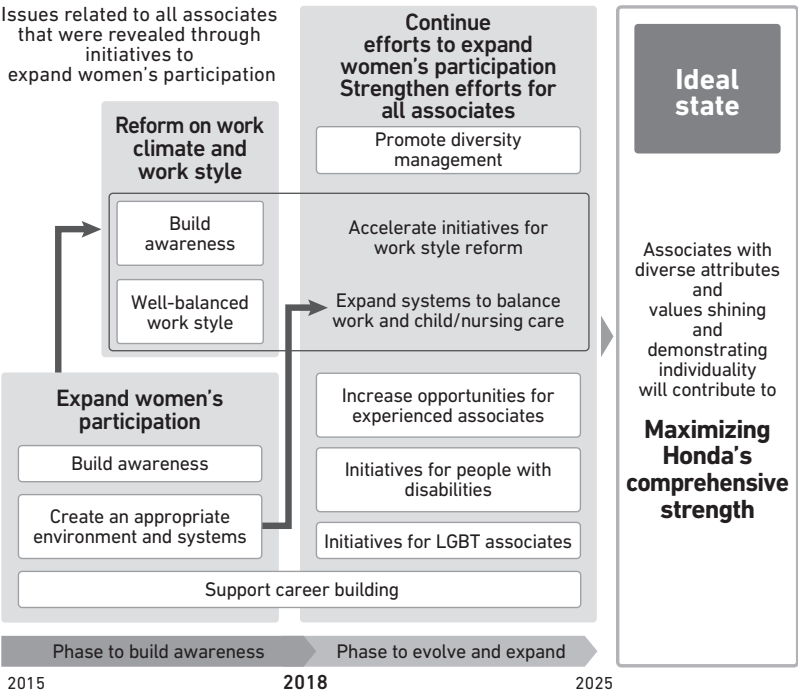 Issues related to all associates
that were revealed through
initiatives to
expand women's participation
Reform on work
climate and
work style
Build
awareness
Well-balanced
work style
Expand women's
participation
Build awareness
Create an appropriate
environment and systems
Continue
efforts to expand
women's participation
Strengthen efforts for
all associates
Promote diversity
management
Accelerate initiatives for
work style reform
Expand systems to balance
work and child/nursing care
Increase opportunities for
experienced associates
Initiatives for people with
disabilities
Initiatives for LGBT associates
Support career building
Ideal
state
Associates with
diverse attributes
and
values shining
and
demonstrating
individuality
will contribute to
Maximizing
Honda's
comprehensive
strength
Phase to build awareness
Phase to evolve and expand
2015
2018
2025